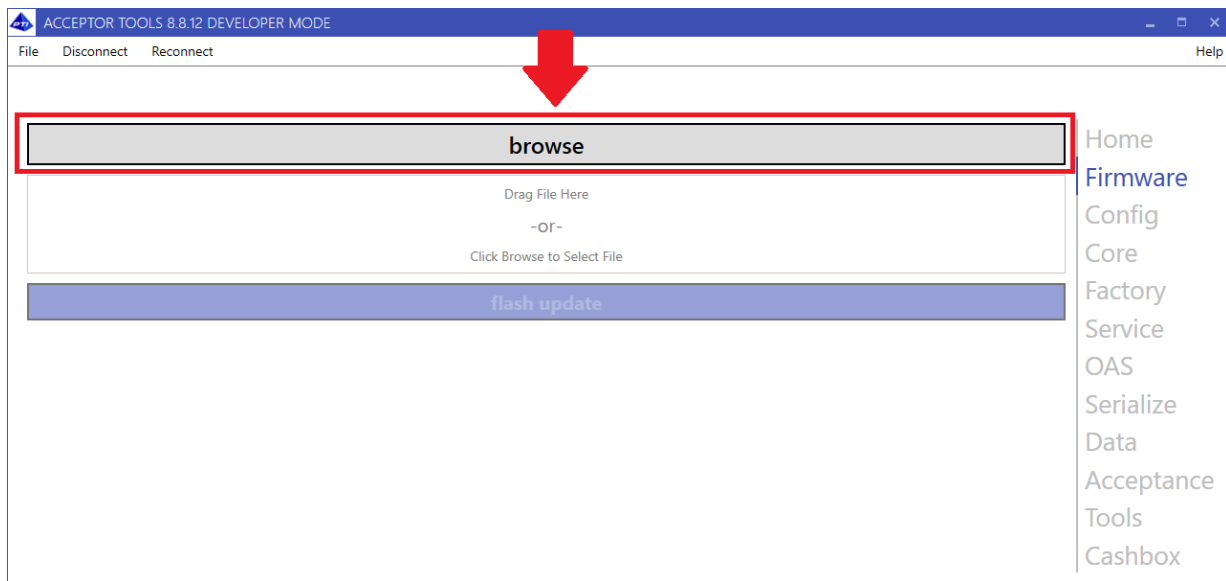 PTI ACCEPTOR TOOLS 8.8.12 DEVELOPER MODE
File Disconnect Reconnect Help
browse
Drag File Here
-or-
Click Browse to Select File
flash update
Home
Firmware
Config
Core
Factory
Service
OAS
Serialize
Data
Acceptance
Tools
Cashbox